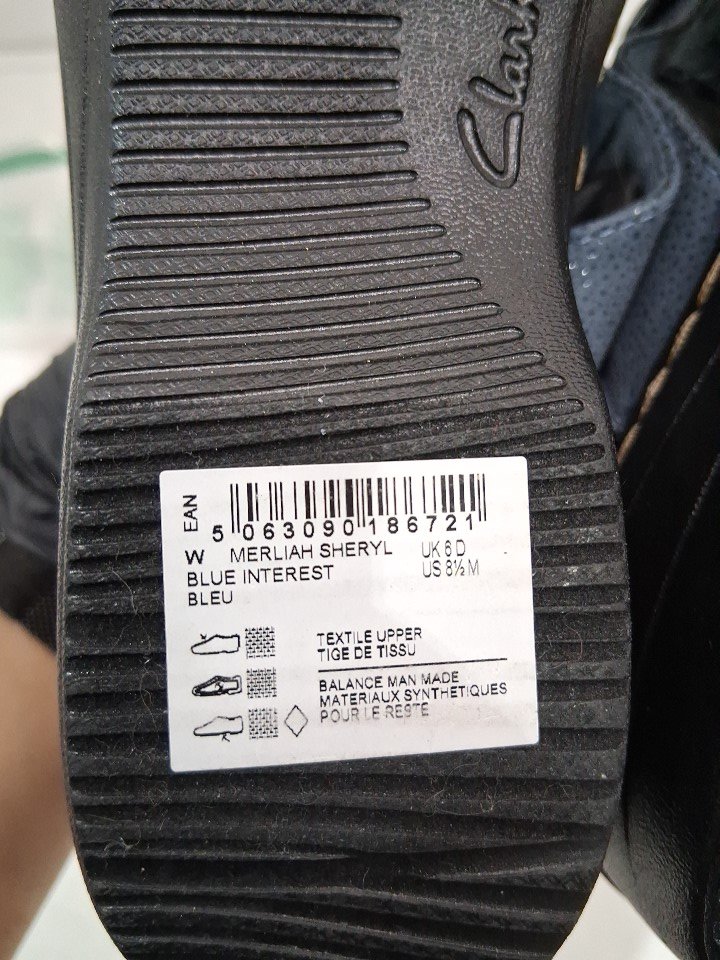 Clark
EAN
5 063090 186721
W MERLIAH SHERYL UK 6 D
BLUE INTEREST US 8½ M
BLEU
TEXTILE UPPER
TIGE DE TISSU
BALANCE MAN MADE
MATERIAUX SYNTHETIQUES
POUR LE RESTE